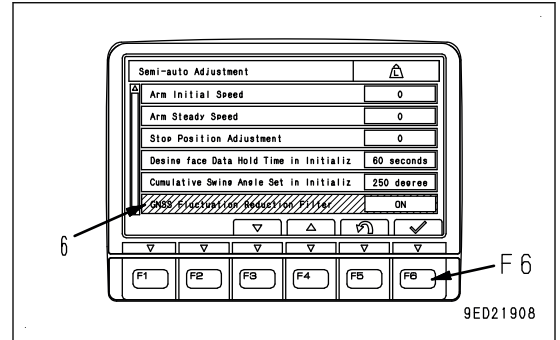 Semi-auto Adjustment
Arm Initial Speed 0
Arm Steady Speed 0
Stop Position Adjustment 0
Desine face Data Hold Time in Initializ 60 seconds
Cumulative Swine Angle Set in Initializ 250 degree
GNSS Fluctuation Reduction Filter ON
6
F1 F2 F3 F4 F5 F6
F6
9ED21908